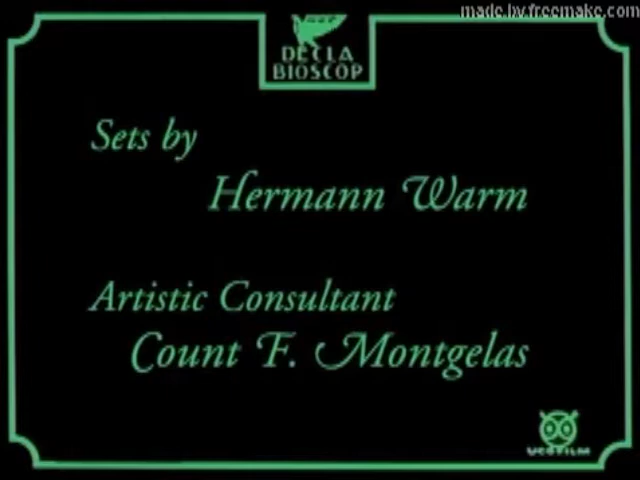 made.by.freemake.com
DECLA
BIOSCOP
Sets by
Hermann Warm
Artistic Consultant
Count F. Montgelas